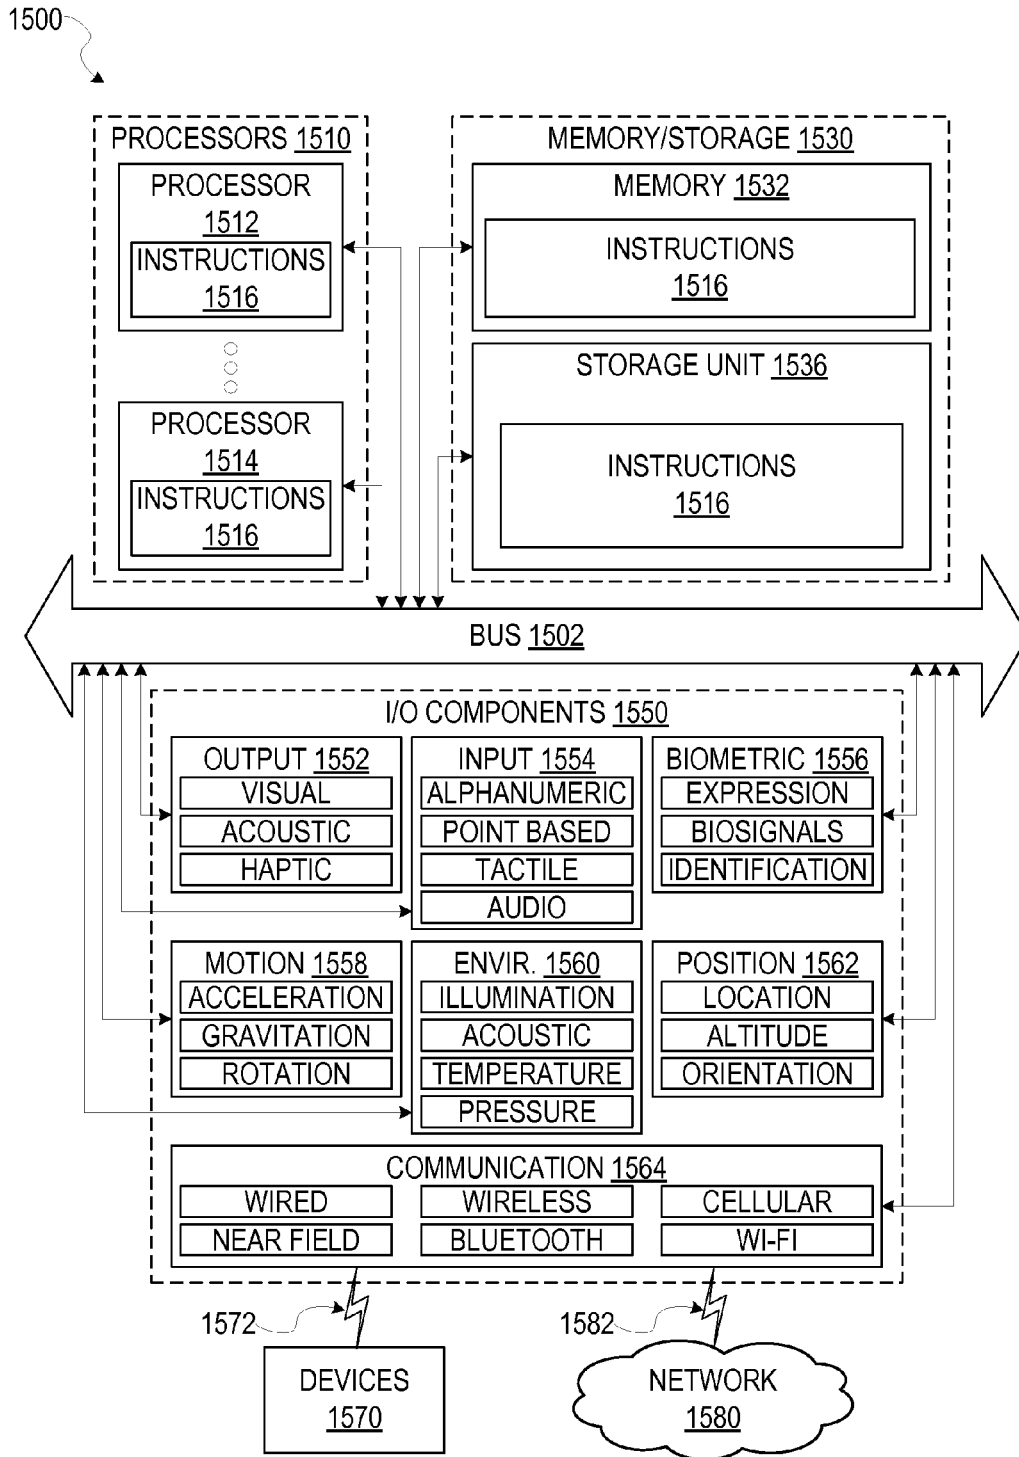 1500
PROCESSORS 1510
PROCESSOR
1512
INSTRUCTIONS
1516
PROCESSOR
1514
INSTRUCTIONS
1516
MEMORY/STORAGE 1530
MEMORY 1532
INSTRUCTIONS
1516
STORAGE UNIT 1536
INSTRUCTIONS
1516
BUS 1502
I/O COMPONENTS 1550
OUTPUT 1552
VISUAL
ACOUSTIC
HAPTIC
INPUT 1554
ALPHANUMERIC
POINT BASED
TACTILE
AUDIO
BIOMETRIC 1556
EXPRESSION
BIOSIGNALS
IDENTIFICATION
MOTION 1558
ACCELERATION
GRAVITATION
ROTATION
ENVIR. 1560
ILLUMINATION
ACOUSTIC
TEMPERATURE
PRESSURE
POSITION 1562
LOCATION
ALTITUDE
ORIENTATION
COMMUNICATION 1564
WIRED
WIRELESS
CELLULAR
NEAR FIELD
BLUETOOTH
WI-FI
1572
1582
DEVICES
1570
NETWORK
1580